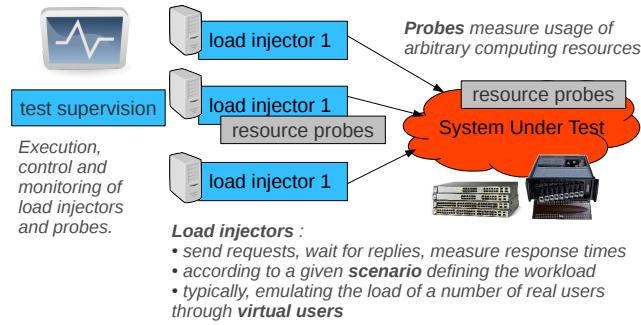 load injector 1
Probes measure usage of
arbitrary computing resources
test supervision
load injector 1
resource probes
resource probes
System Under Test
Execution,
control and
monitoring of
load injectors
and probes.
load injector 1
Load injectors :
• send requests, wait for replies, measure response times
• according to a given scenario defining the workload
• typically, emulating the load of a number of real users
through virtual users